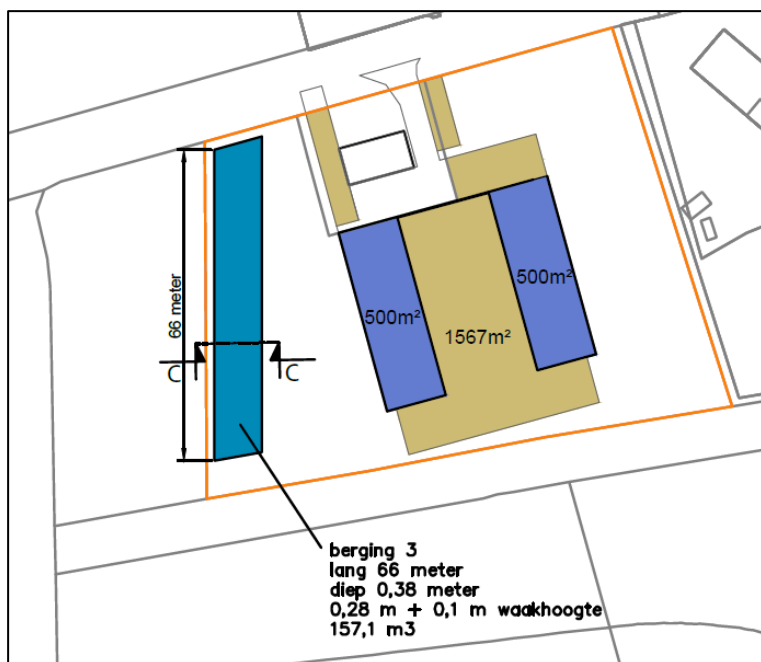 500m²
500m²
1567m²
66 meter
C
C
berging 3
lang 66 meter
diep 0,38 meter
0,28 m + 0,1 m waakhoogte
157,1 m3